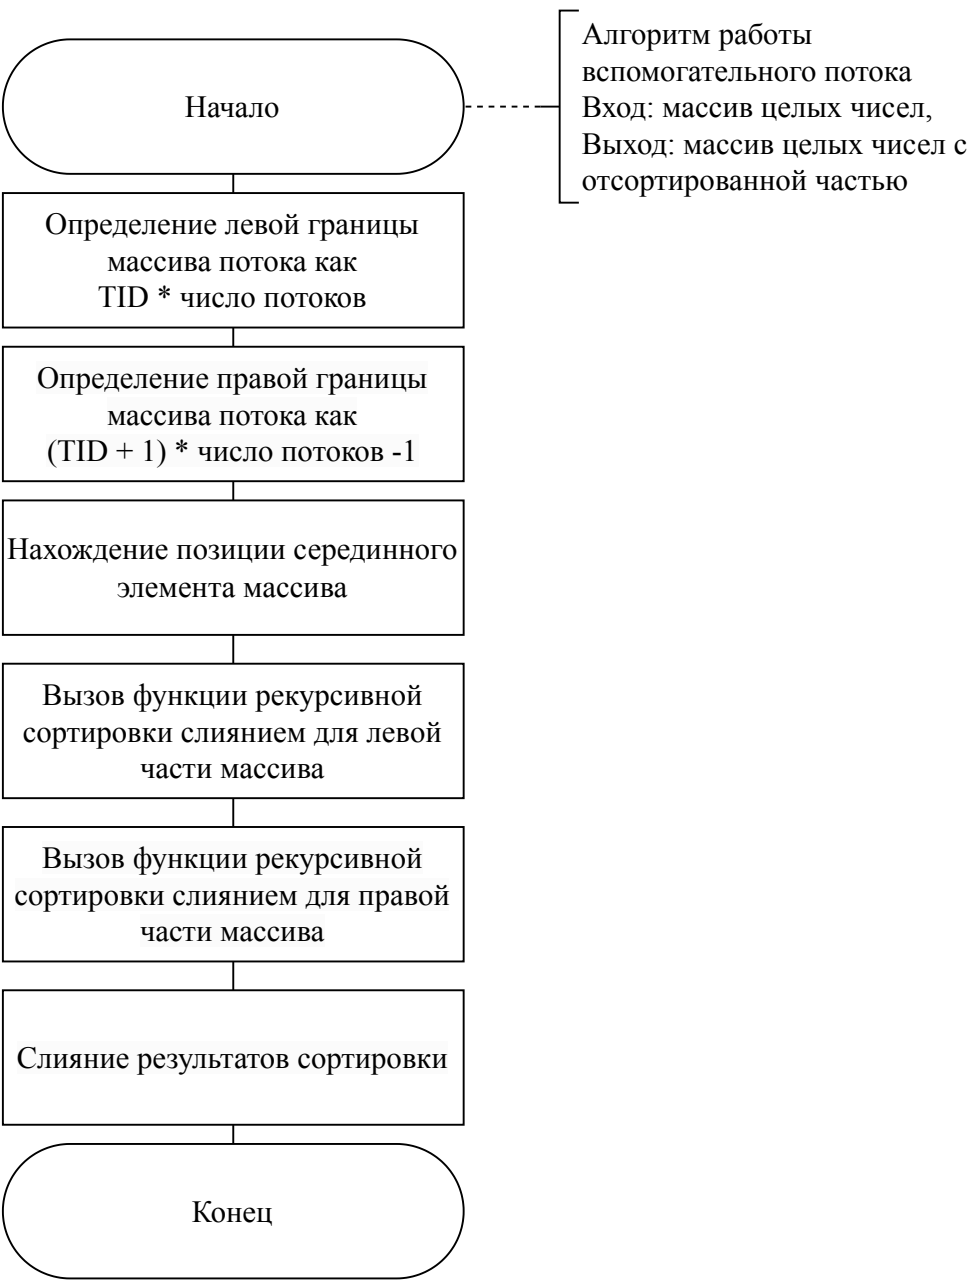 Начало
Алгоритм работы
вспомогательного потока
Вход: массив целых чисел,
Выход: массив целых чисел с
отсортированной частью
Определение левой границы
массива потока как
TID * число потоков
Определение правой границы
массива потока как
(TID + 1) * число потоков -1
Нахождение позиции серединного
элемента массива
Вызов функции рекурсивной
сортировки слиянием для левой
части массива
Вызов функции рекурсивной
сортировки слиянием для правой
части массива
Слияние результатов сортировки
Конец